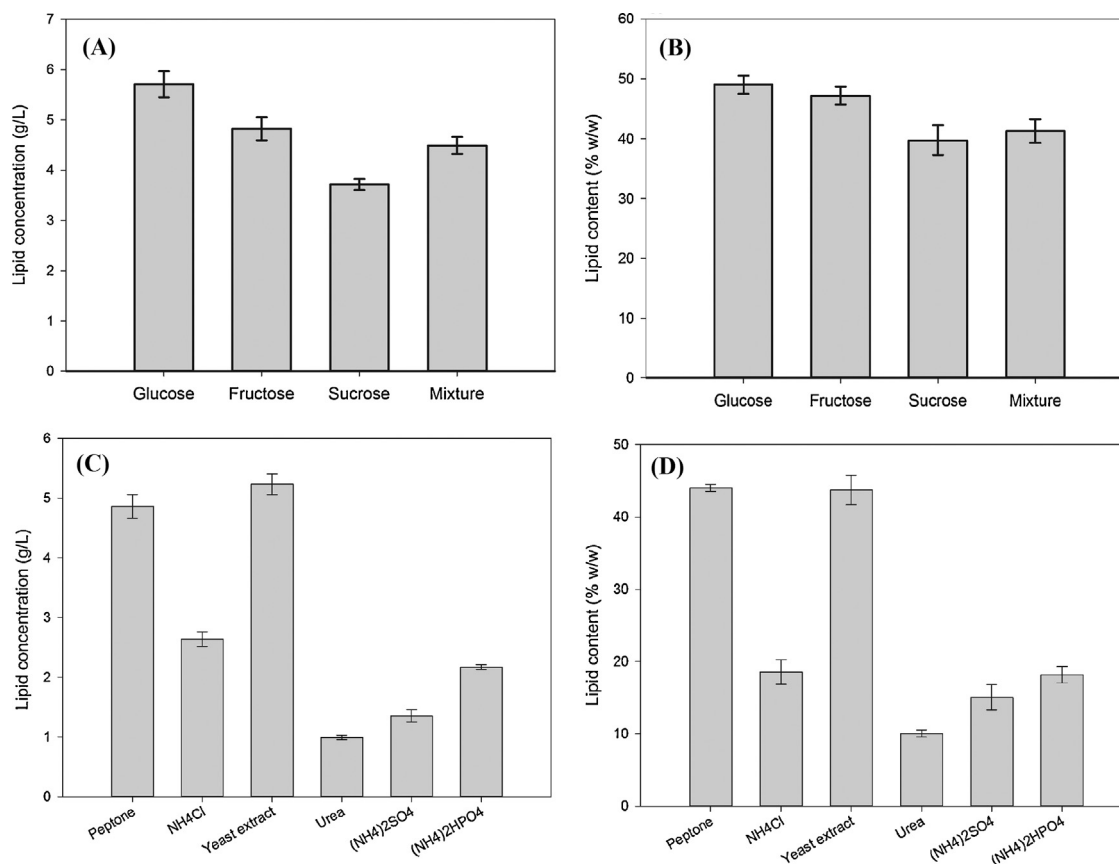 (A)
Lipid concentration (g/L)
7
6
5
4
3
2
1
0
Glucose Fructose Sucrose Mixture
(B)
Lipid content (% w/w)
60
50
40
30
20
10
0
Glucose Fructose Sucrose Mixture
(C)
Lipid concentration (g/L)
6
5
4
3
2
1
0
Peptone NH4Cl Yeast extract Urea (NH4)2SO4 (NH4)2HPO4
(D)
Lipid content (% w/w)
50
40
30
20
10
0
Peptone NH4Cl Yeast extract Urea (NH4)2SO4 (NH4)2HPO4